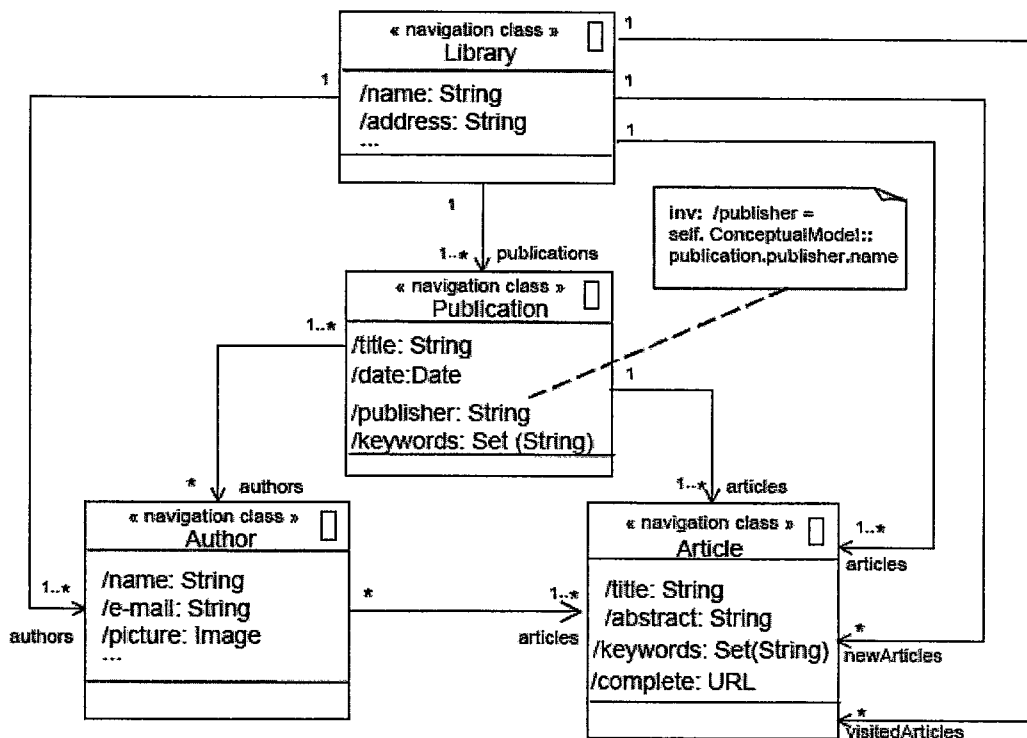 « navigation class »
Library
/name: String
/address: String
...
1
1
1
1
1
1..* publications
inv: /publisher =
self. ConceptualModel::
publication.publisher.name
« navigation class »
Publication
/title: String
/date:Date
/publisher: String
/keywords: Set (String)
1..*
1
* authors
1..* articles
« navigation class »
Author
/name: String
/e-mail: String
/picture: Image
...
1..*
authors
*
1..*
articles
« navigation class »
Article
/title: String
/abstract: String
/keywords: Set(String)
/complete: URL
1..*
articles
*
newArticles
*
visitedArticles